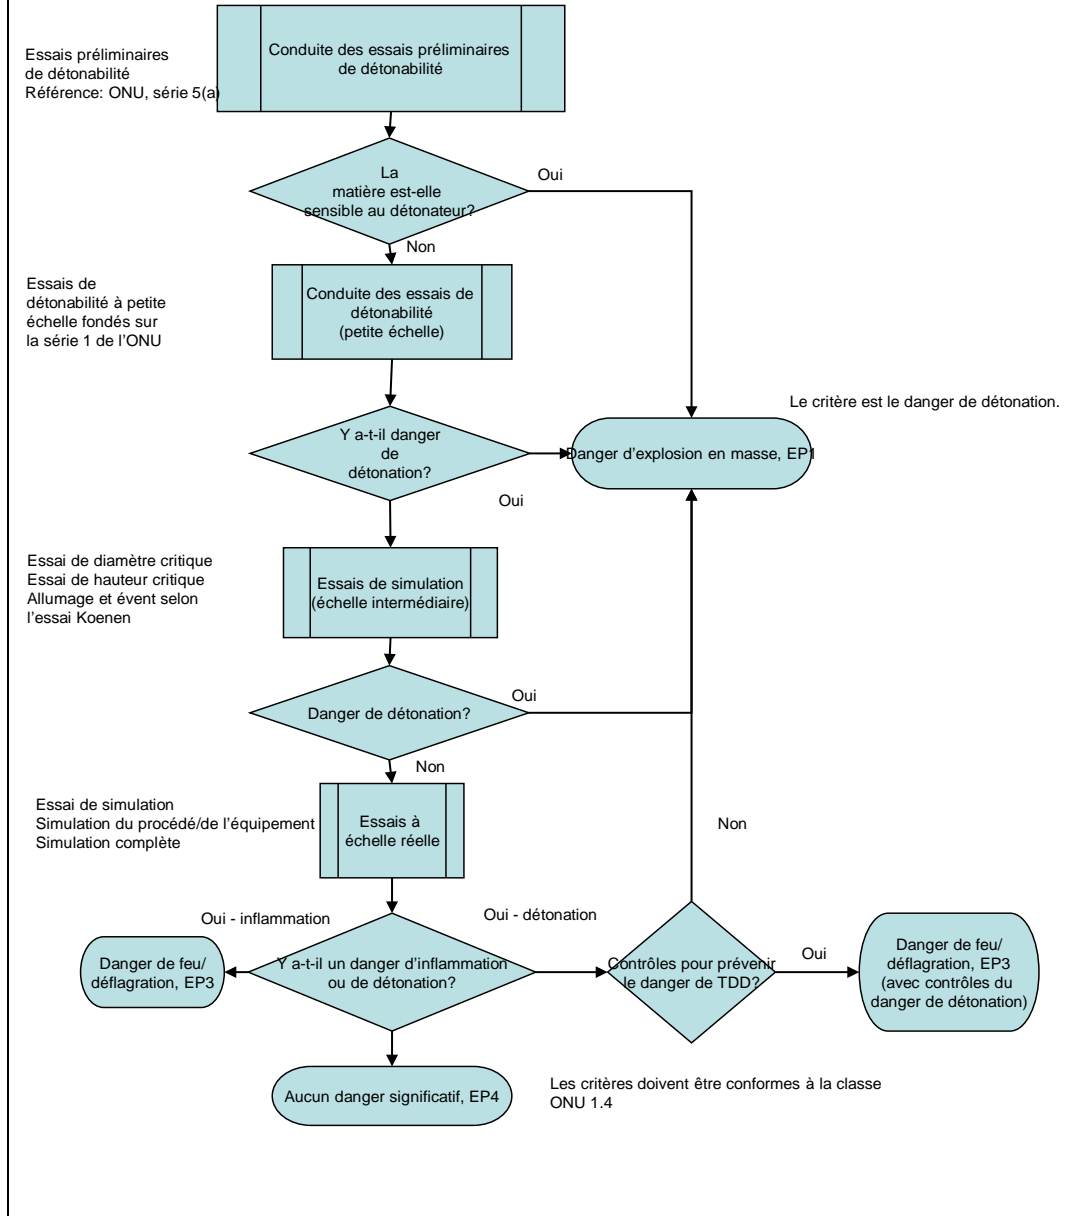 Essais préliminaires
de détonabilité
Référence: ONU, série 5(a)
Conduite des essais préliminaires
de détonabilité
La
matière est-elle
sensible au détonateur?
Oui
Non
Essais de
détonabilité à petite
échelle fondés sur
la série 1 de l'ONU
Conduite des essais de
détonabilité
(petite échelle)
Le critère est le danger de détonation.
Y a-t-il danger
de
détonation?
Danger d'explosion en masse, EP1
Oui
Essai de diamètre critique
Essai de hauteur critique
Allumage et évent selon
l'essai Koenen
Essais de simulation
(échelle intermédiaire)
Danger de détonation?
Oui
Non
Essai de simulation
Simulation du procédé/de l'équipement
Simulation complète
Essais à
échelle réelle
Non
Oui - inflammation
Oui - détonation
Danger de feu/
déflagration, EP3
Y a-t-il un danger d'inflammation
ou de détonation?
Contrôles pour prévenir
le danger de TDD?
Oui
Danger de feu/
déflagration, EP3
(avec contrôles du
danger de détonation)
Aucun danger significatif, EP4
Les critères doivent être conformes à la classe
ONU 1.4